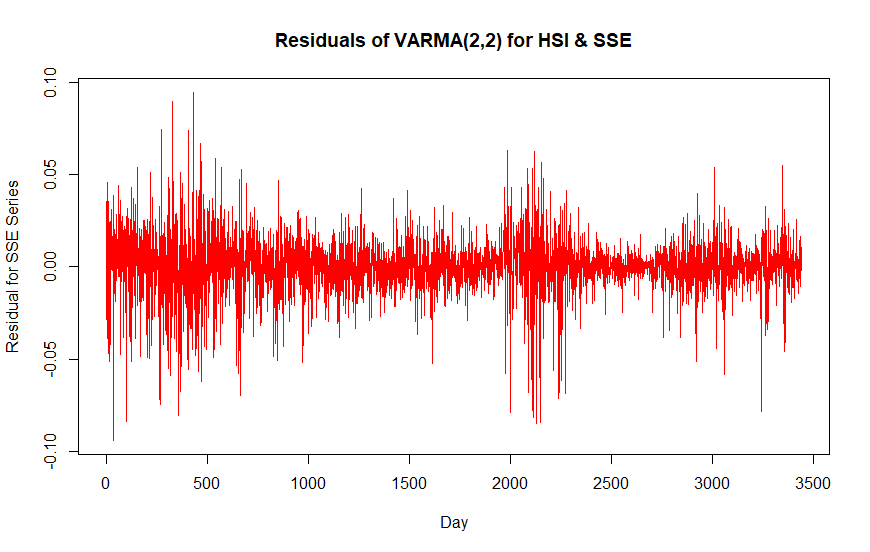 Residuals of VARMA(2,2) for HSI & SSE
Residual for SSE Series
0.10
0.05
0.00
-0.05
-0.10
0 500 1000 1500 2000 2500 3000 3500
Day